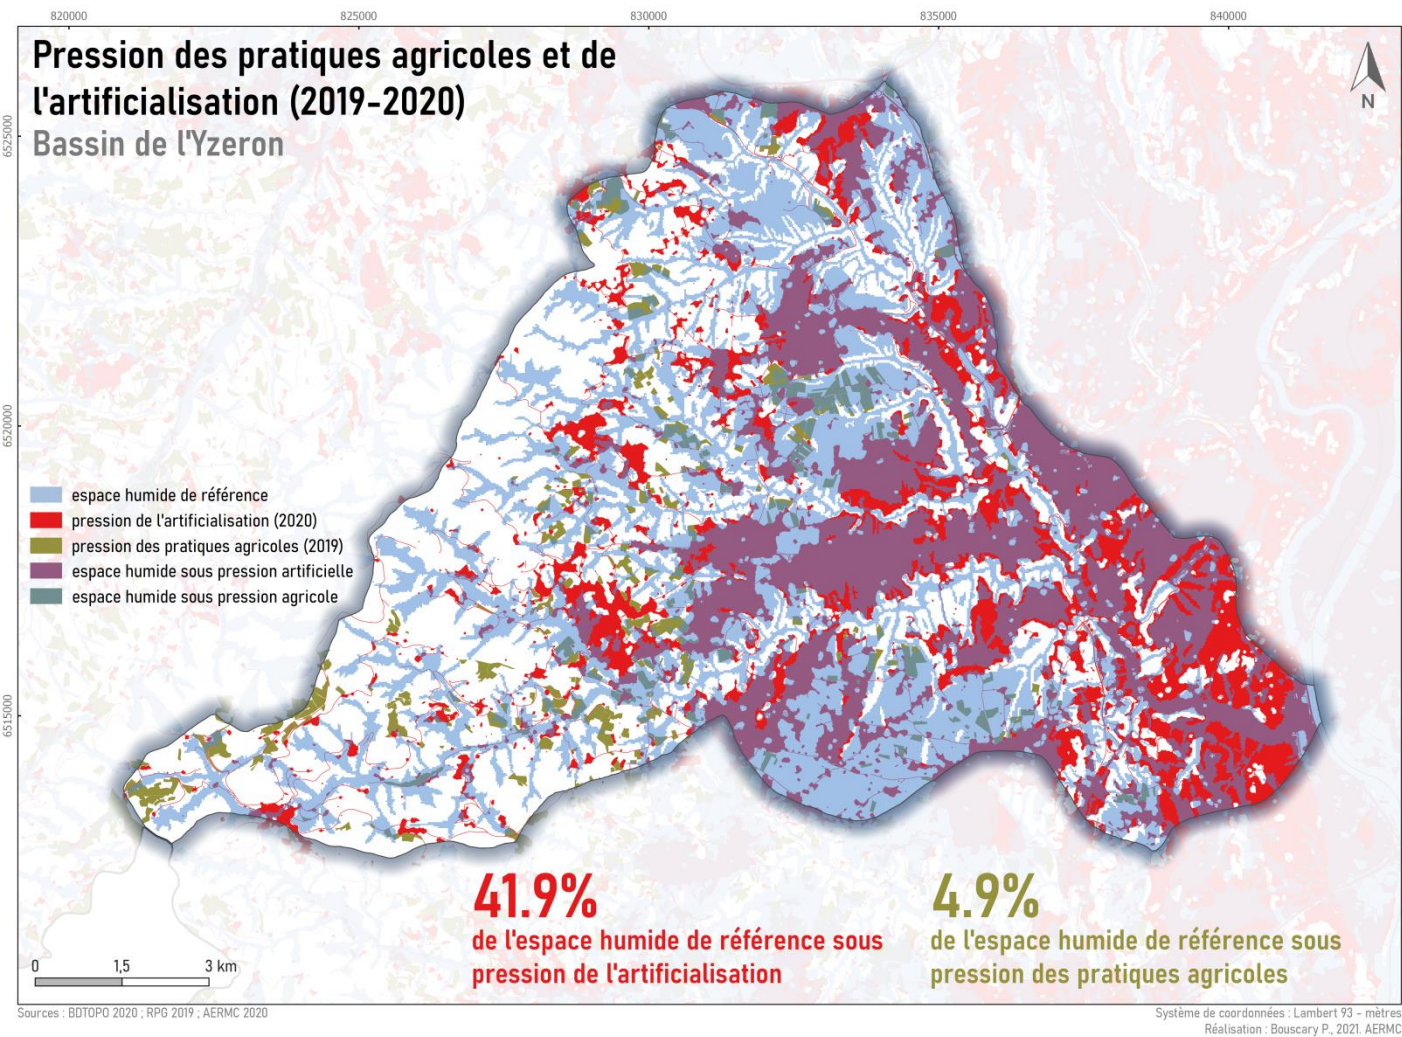 820000
825000
830000
835000
840000
Pression des pratiques agricoles et de
l'artificialisation (2019-2020)
Bassin de l'Yzeron
N
6525000
6520000
6515000
espace humide de référence
pression de l'artificialisation (2020)
pression des pratiques agricoles (2019)
espace humide sous pression artificielle
espace humide sous pression agricole
41.9%
de l'espace humide de référence sous
pression de l'artificialisation
4.9%
de l'espace humide de référence sous
pression des pratiques agricoles
0 1,5 3 km
Sources : BDTOPO 2020 ; RPG 2019 ; AERMC 2020
Système de coordonnées : Lambert 93 - mètres
Réalisation : Bouscary P., 2021. AERMC